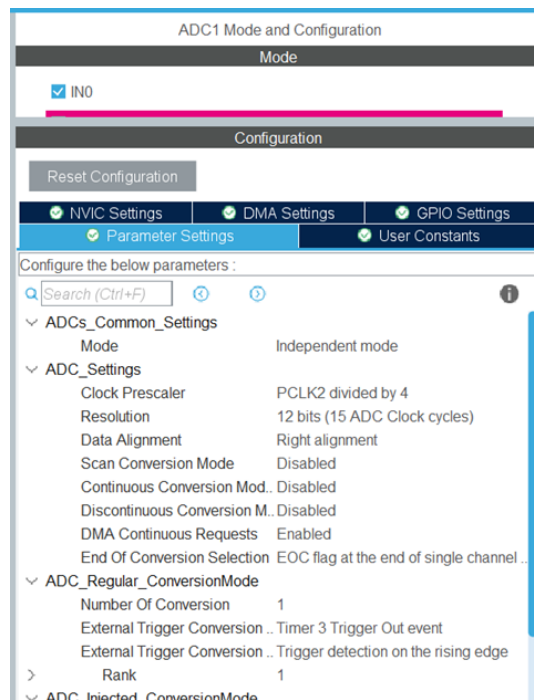 ADC1 Mode and Configuration
Mode
IN0
Configuration
Reset Configuration
NVIC Settings DMA Settings GPIO Settings
Parameter Settings User Constants
Configure the below parameters :
Search (Ctrl+F)
ADCs_Common_Settings
Mode Independent mode
ADC_Settings
Clock Prescaler PCLK2 divided by 4
Resolution 12 bits (15 ADC Clock cycles)
Data Alignment Right alignment
Scan Conversion Mode Disabled
Continuous Conversion Mod.. Disabled
Discontinuous Conversion M.. Disabled
DMA Continuous Requests Enabled
End Of Conversion Selection EOC flag at the end of single channel ..
ADC_Regular_ConversionMode
Number Of Conversion 1
External Trigger Conversion .. Timer 3 Trigger Out event
External Trigger Conversion .. Trigger detection on the rising edge
Rank 1
ADC_Injected_ConversionMode